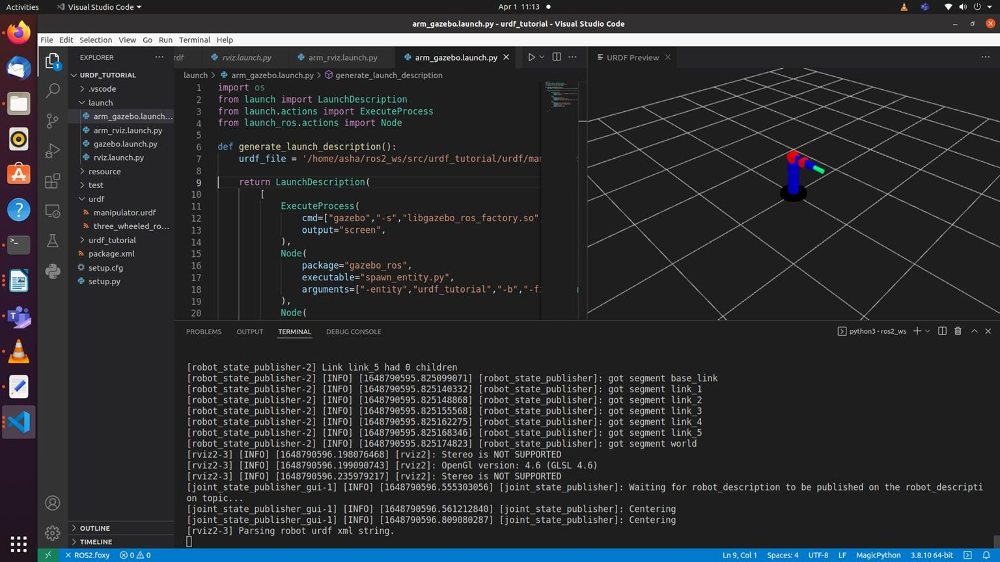 Activities
Visual Studio Code
Apr 1 11:13
arm_gazebo.launch.py - urdf_tutorial - Visual Studio Code
File Edit Selection View Go Run Terminal Help
EXPLORER
1
URDF_TUTORIAL
.vscode
launch
arm_gazebo.launch...
arm_rviz.launch.py
gazebo.launch.py
rviz.launch.py
resource
test
urdf
manipulator.urdf
three_wheeled_ro...
urdf_tutorial
package.xml
setup.cfg
setup.py
OUTLINE
TIMELINE
rdf
rviz.launch.py
arm_rviz.launch.py
arm_gazebo.launch.py
URDF Preview
launch > arm_gazebo.launch.py > generate_launch_description
1 import os
2 from launch import LaunchDescription
3 from launch.actions import ExecuteProcess
4 from launch_ros.actions import Node
5
6 def generate_launch_description():
7 urdf_file = '/home/asha/ros2_ws/src/urdf_tutorial/urdf/ma
8
9 return LaunchDescription(
10 [
11 ExecuteProcess(
12 cmd=["gazebo","-s","libgazebo_ros_factory.so"
13 output="screen",
14 ),
15 Node(
16 package="gazebo_ros",
17 executable="spawn_entity.py",
18 arguments=["-entity","urdf_tutorial","-b","-fi
19 ),
20 Node(
PROBLEMS OUTPUT TERMINAL DEBUG CONSOLE
python3 - ros2_ws
[robot_state_publisher-2] Link link_5 had 0 children
[robot_state_publisher-2] [INFO] [1648790595.825099071] [robot_state_publisher]: got segment base_link
[robot_state_publisher-2] [INFO] [1648790595.825140332] [robot_state_publisher]: got segment link_1
[robot_state_publisher-2] [INFO] [1648790595.825148868] [robot_state_publisher]: got segment link_2
[robot_state_publisher-2] [INFO] [1648790595.825155568] [robot_state_publisher]: got segment link_3
[robot_state_publisher-2] [INFO] [1648790595.825162275] [robot_state_publisher]: got segment link_4
[robot_state_publisher-2] [INFO] [1648790595.825168346] [robot_state_publisher]: got segment link_5
[robot_state_publisher-2] [INFO] [1648790595.825174823] [robot_state_publisher]: got segment world
[rviz2-3] [INFO] [1648790596.198076468] [rviz2]: Stereo is NOT SUPPORTED
[rviz2-3] [INFO] [1648790596.199090743] [rviz2]: OpenGl version: 4.6 (GLSL 4.6)
[rviz2-3] [INFO] [1648790596.235979217] [rviz2]: Stereo is NOT SUPPORTED
[joint_state_publisher_gui-1] [INFO] [1648790596.555303056] [joint_state_publisher]: Waiting for robot_description to be published on the robot_descripti
on topic...
[joint_state_publisher_gui-1] [INFO] [1648790596.561212840] [joint_state_publisher]: Centering
[joint_state_publisher_gui-1] [INFO] [1648790596.809080287] [joint_state_publisher]: Centering
[rviz2-3] Parsing robot urdf xml string.
ROS2.foxy
0 0
Ln 9, Col 1
Spaces: 4
UTF-8
LF
MagicPython
3.8.10 64-bit